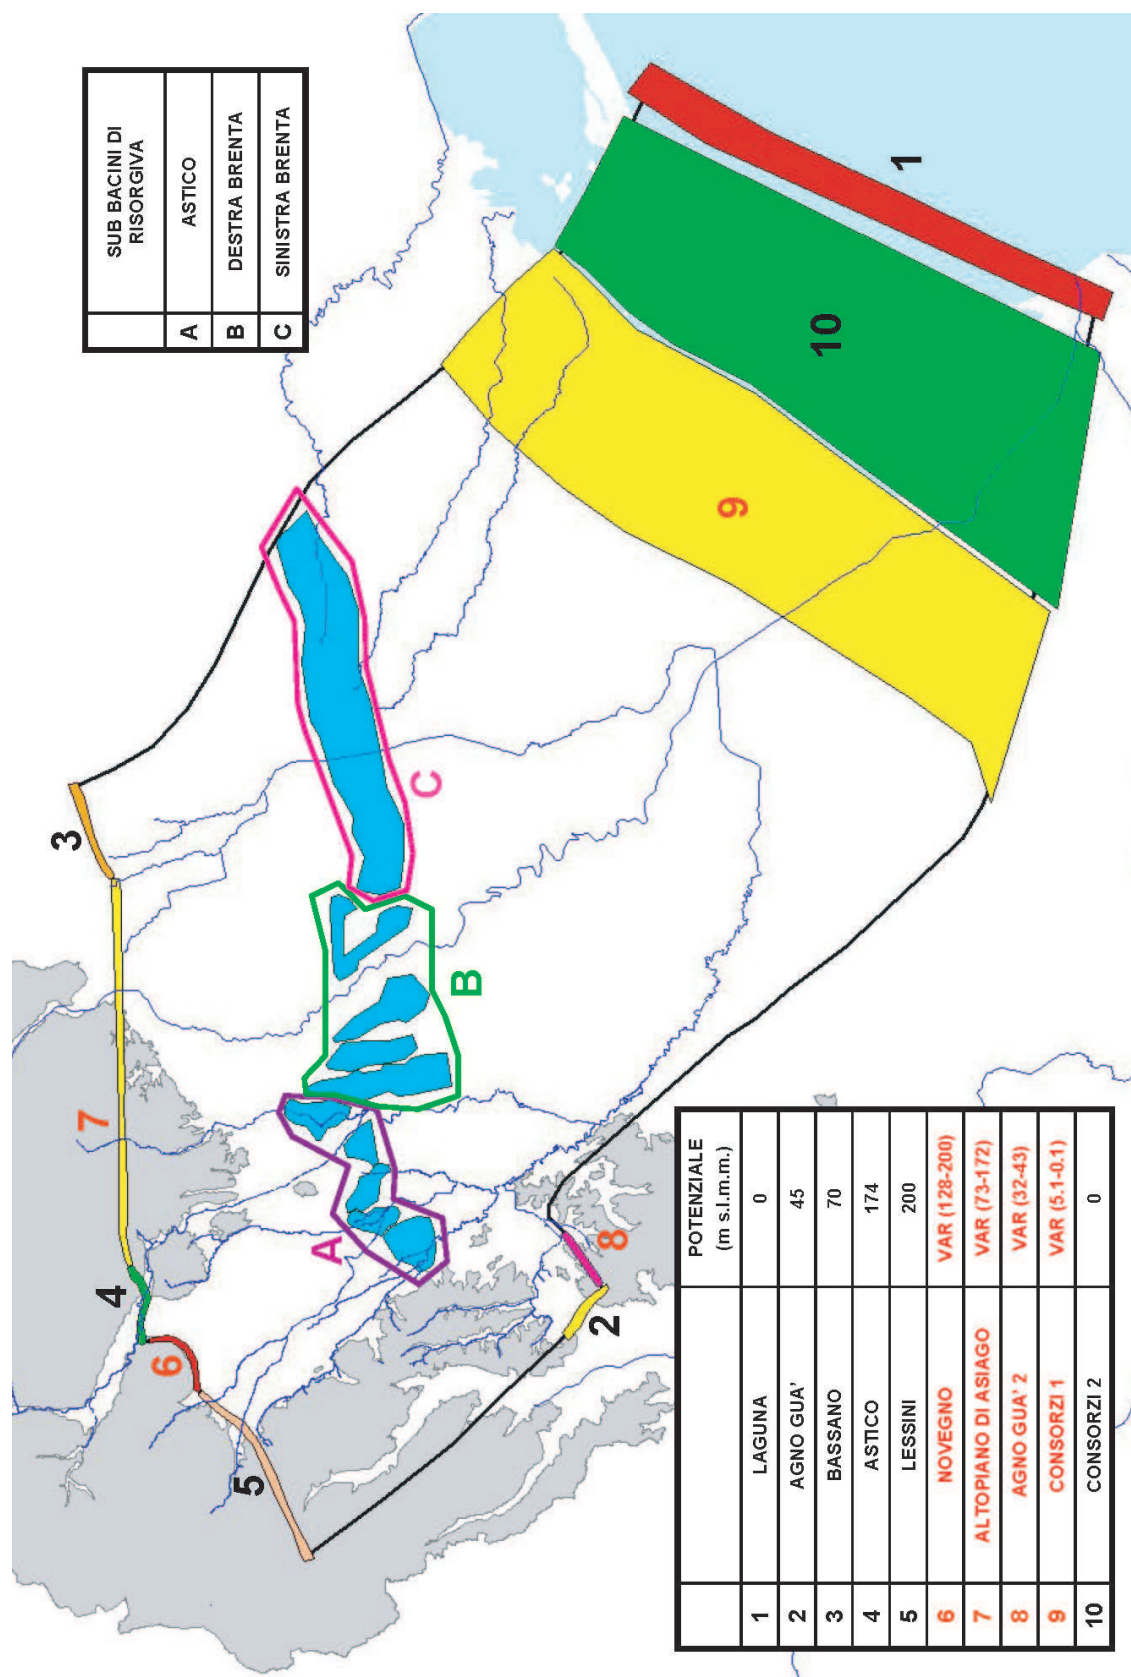 SUB BACINI DI
RISORGIVA
A ASTICO
B DESTRA BRENTA
C SINISTRA BRENTA
1
2
3
4
5
6
7
8
9
10
A
B
C
POTENZIALE
(m s.l.m.m.)
1 LAGUNA 0
2 AGNO GUA' 45
3 BASSANO 70
4 ASTICO 174
5 LESSINI 200
6 NOVEGNO VAR (128-200)
7 ALTOPIANO DI ASIAGO VAR (73-172)
8 AGNO GUA' 2 VAR (32-43)
9 CONSORZI 1 VAR (5.1-0.1)
10 CONSORZI 2 0